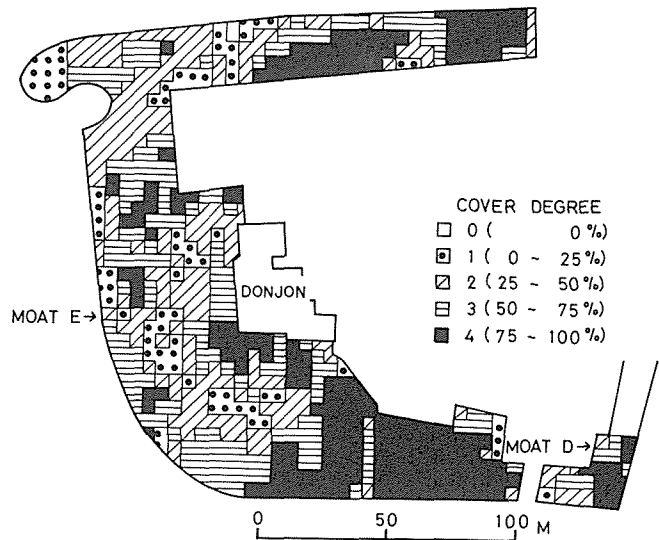 COVER DEGREE
0 ( 0 %)
1 ( 0 ~ 25 %)
2 ( 25 ~ 50 %)
3 ( 50 ~ 75 %)
4 ( 75 ~ 100 %)
DONJON
MOAT E→
MOAT D→
0 50 100 M